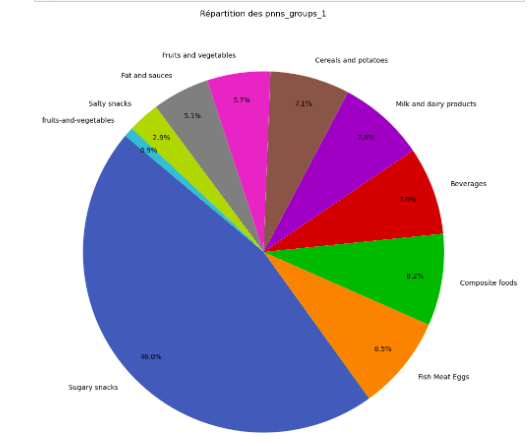 Répartition des pnns_groups_1
Fruits and vegetables
Cereals and potatoes
Fat and sauces
Salty snacks
Milk and dairy products
fruits-and-vegetables
5.7%
7.1%
5.1%
2.9%
7.8%
0.9%
Beverages
7.9%
8.2%
Composite foods
46.0%
8.5%
Fish Meat Eggs
Sugary snacks